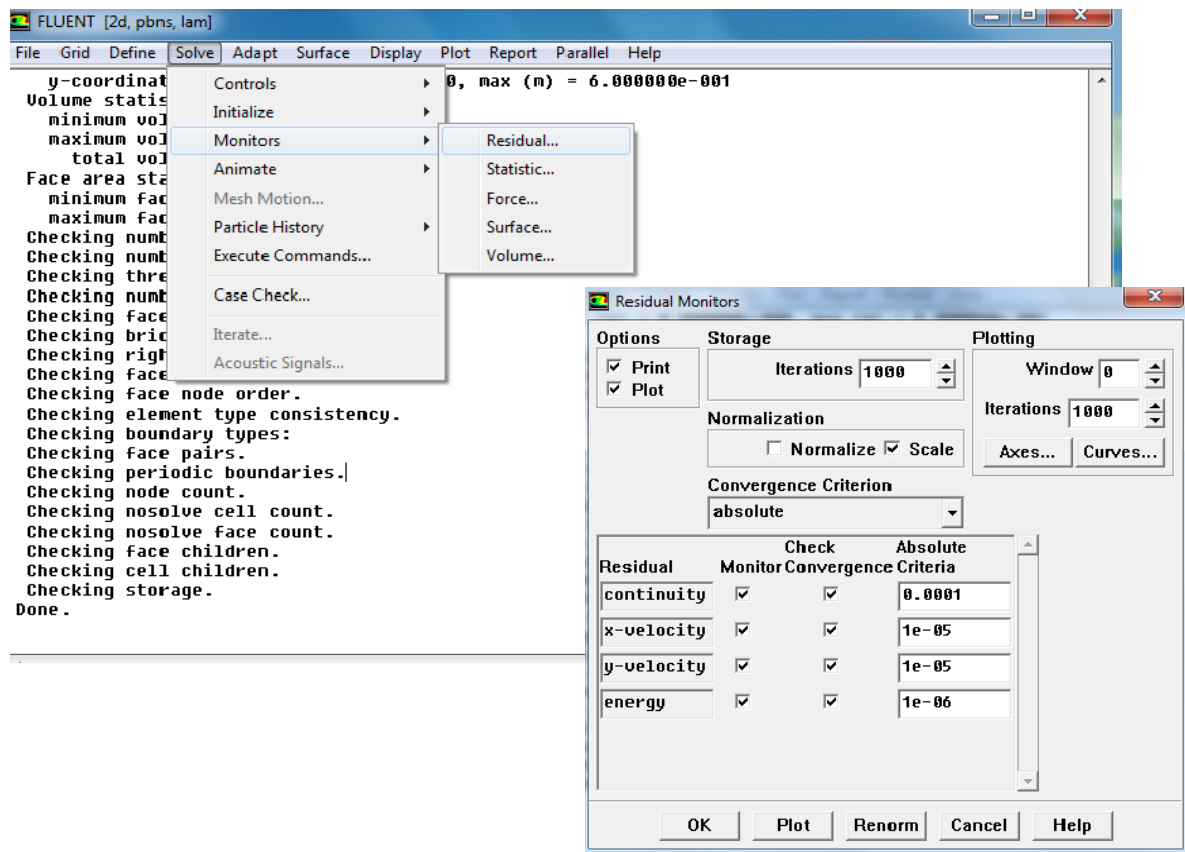 FLUENT [2d, pbns, lam]
File Grid Define Solve Adapt Surface Display Plot Report Parallel Help
y-coordinat 0, max (m) = 6.000000e-001
Volume statis
minimum vol
maximum vol
total vol
Face area sta
minimum fac
maximum fac
Checking numb
Checking numb
Checking thre
Checking numb
Checking face
Checking bric
Checking righ
Checking face
Checking face node order.
Checking element type consistency.
Checking boundary types:
Checking face pairs.
Checking periodic boundaries.
Checking node count.
Checking nosolve cell count.
Checking nosolve face count.
Checking face children.
Checking cell children.
Checking storage.
Done.
Controls
Initialize
Monitors
Animate
Mesh Motion...
Particle History
Execute Commands...
Case Check...
Iterate...
Acoustic Signals...
Residual...
Statistic...
Force...
Surface...
Volume...
Residual Monitors
Options
Print
Plot
Storage
Iterations 1000
Normalization
Normalize Scale
Convergence Criterion
absolute
Plotting
Window 0
Iterations 1000
Axes... Curves...
Check Absolute
Residual Monitor Convergence Criteria
continuity 0.0001
x-velocity 1e-05
y-velocity 1e-05
energy 1e-06
OK Plot Renorm Cancel Help